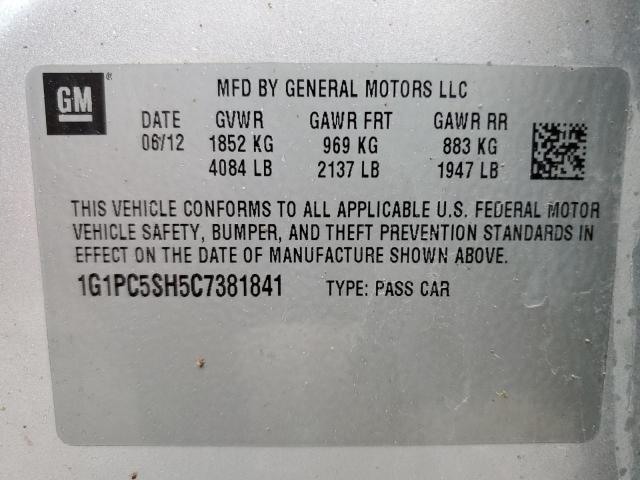 GM ®
MFD BY GENERAL MOTORS LLC
DATE GVWR GAWR FRT GAWR RR
06/12 1852 KG 969 KG 883 KG
4084 LB 2137 LB 1947 LB
THIS VEHICLE CONFORMS TO ALL APPLICABLE U.S. FEDERAL MOTOR
VEHICLE SAFETY, BUMPER, AND THEFT PREVENTION STANDARDS IN
EFFECT ON THE DATE OF MANUFACTURE SHOWN ABOVE.
1G1PC5SH5C7381841 TYPE: PASS CAR